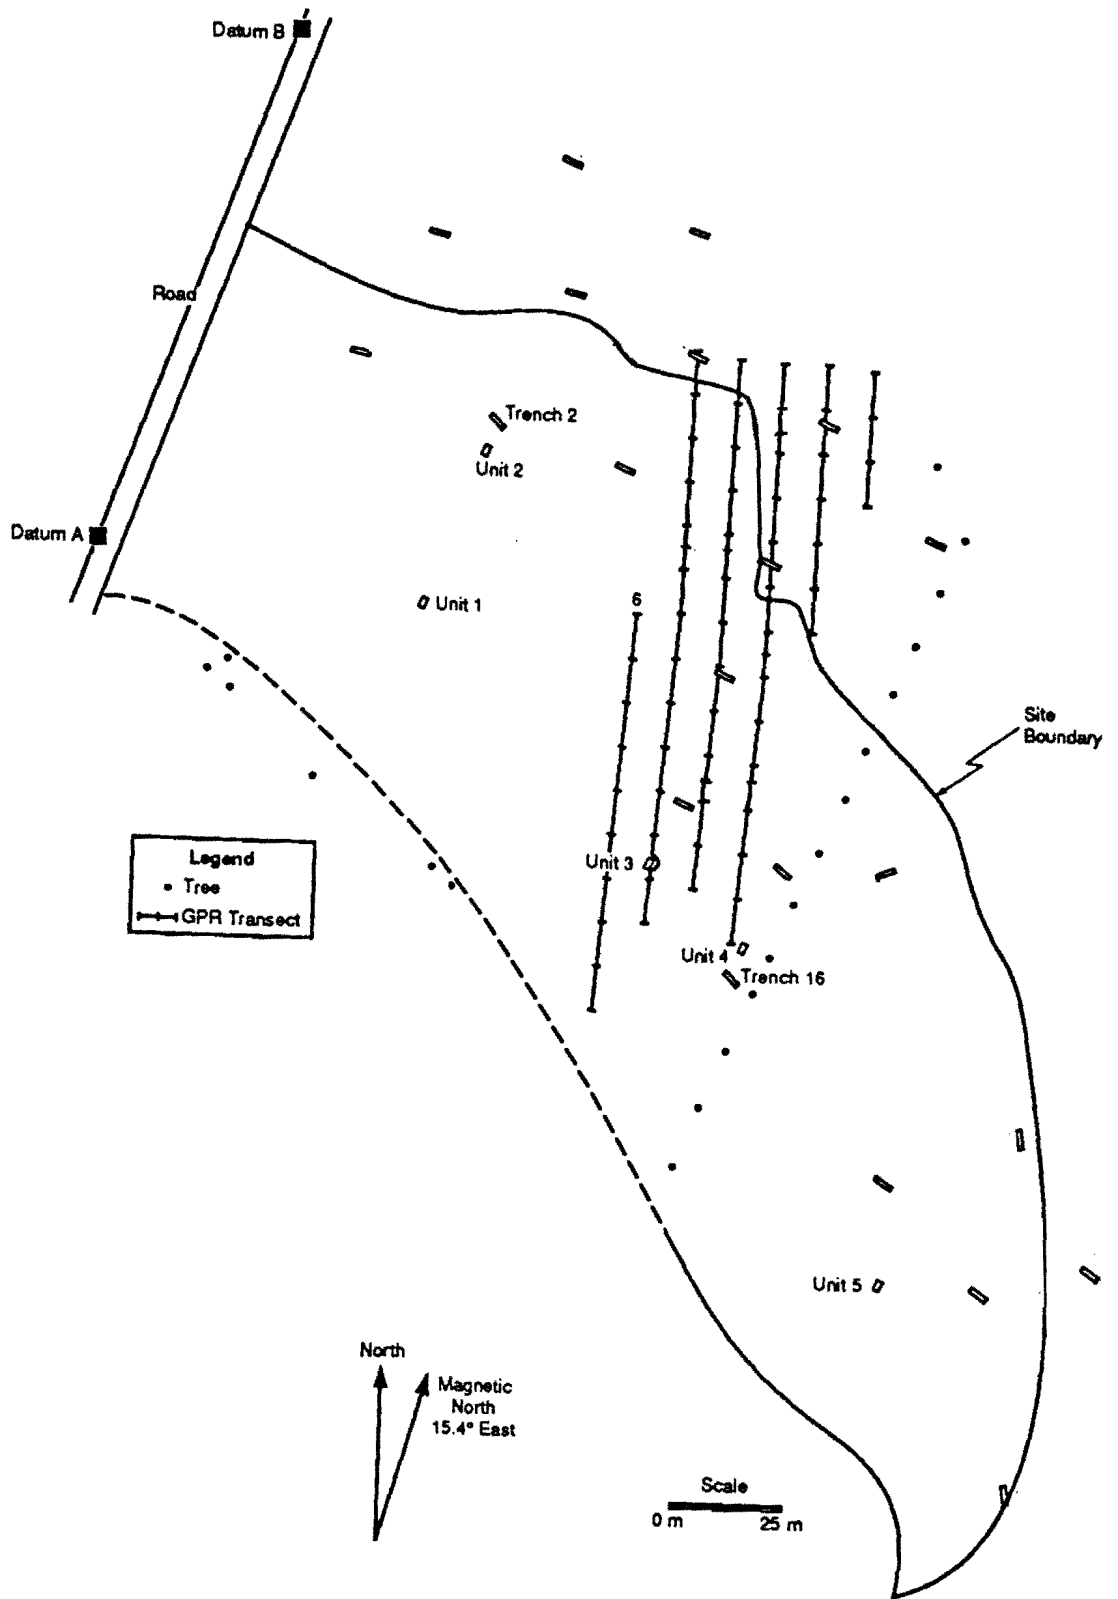 Datum B
Road
Trench 2
Unit 2
Datum A
Unit 1
6
Site
Boundary
Legend
Tree
GPR Transect
Unit 3
Unit 4
Trench 16
Unit 5
North
Magnetic
North
15.4° East
Scale
0 m 25 m